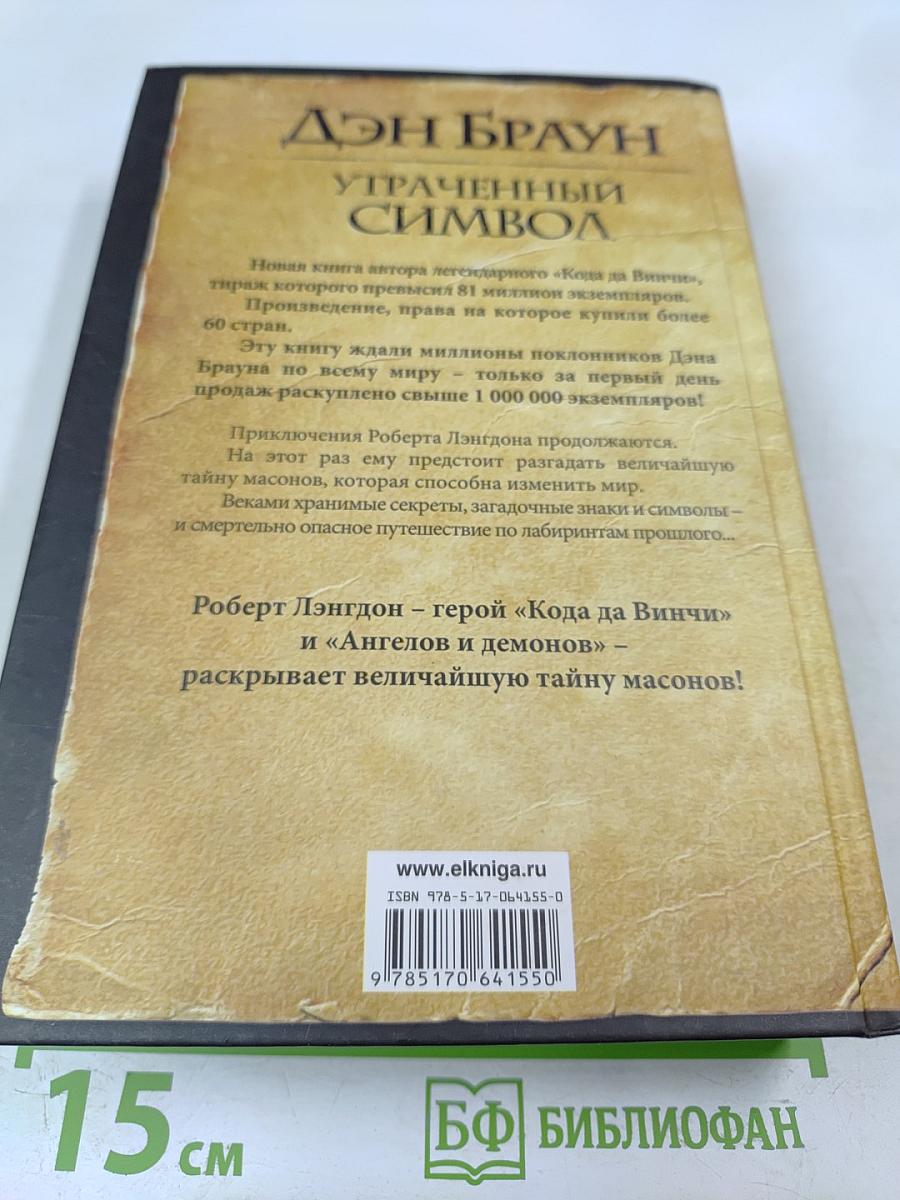 Дэн Браун
Утраченный
символ
Новая книга автора легендарного «Кода да Винчи»,
тираж которого превысил 81 миллион экземпляров.
Произведение, права на которое купили более
60 стран.
Эту книгу ждали миллионы поклонников Дэна
Брауна по всему миру – только за первый день
продаж раскуплено свыше 1 000 000 экземпляров!
Приключения Роберта Лэнгдона продолжаются.
На этот раз ему предстоит разгадать величайшую
тайну масонов, которая способна изменить мир.
Веками хранимые секреты, загадочные знаки и символы –
и смертельно опасное путешествие по лабиринтам прошлого...
Роберт Лэнгдон – герой «Кода да Винчи»
и «Ангелов и демонов» –
раскрывает величайшую тайну масонов!
www.elkniga.ru
ISBN 978-5-17-064155-0
9 785170 641550
15 см
БФ БИБЛИОФАН